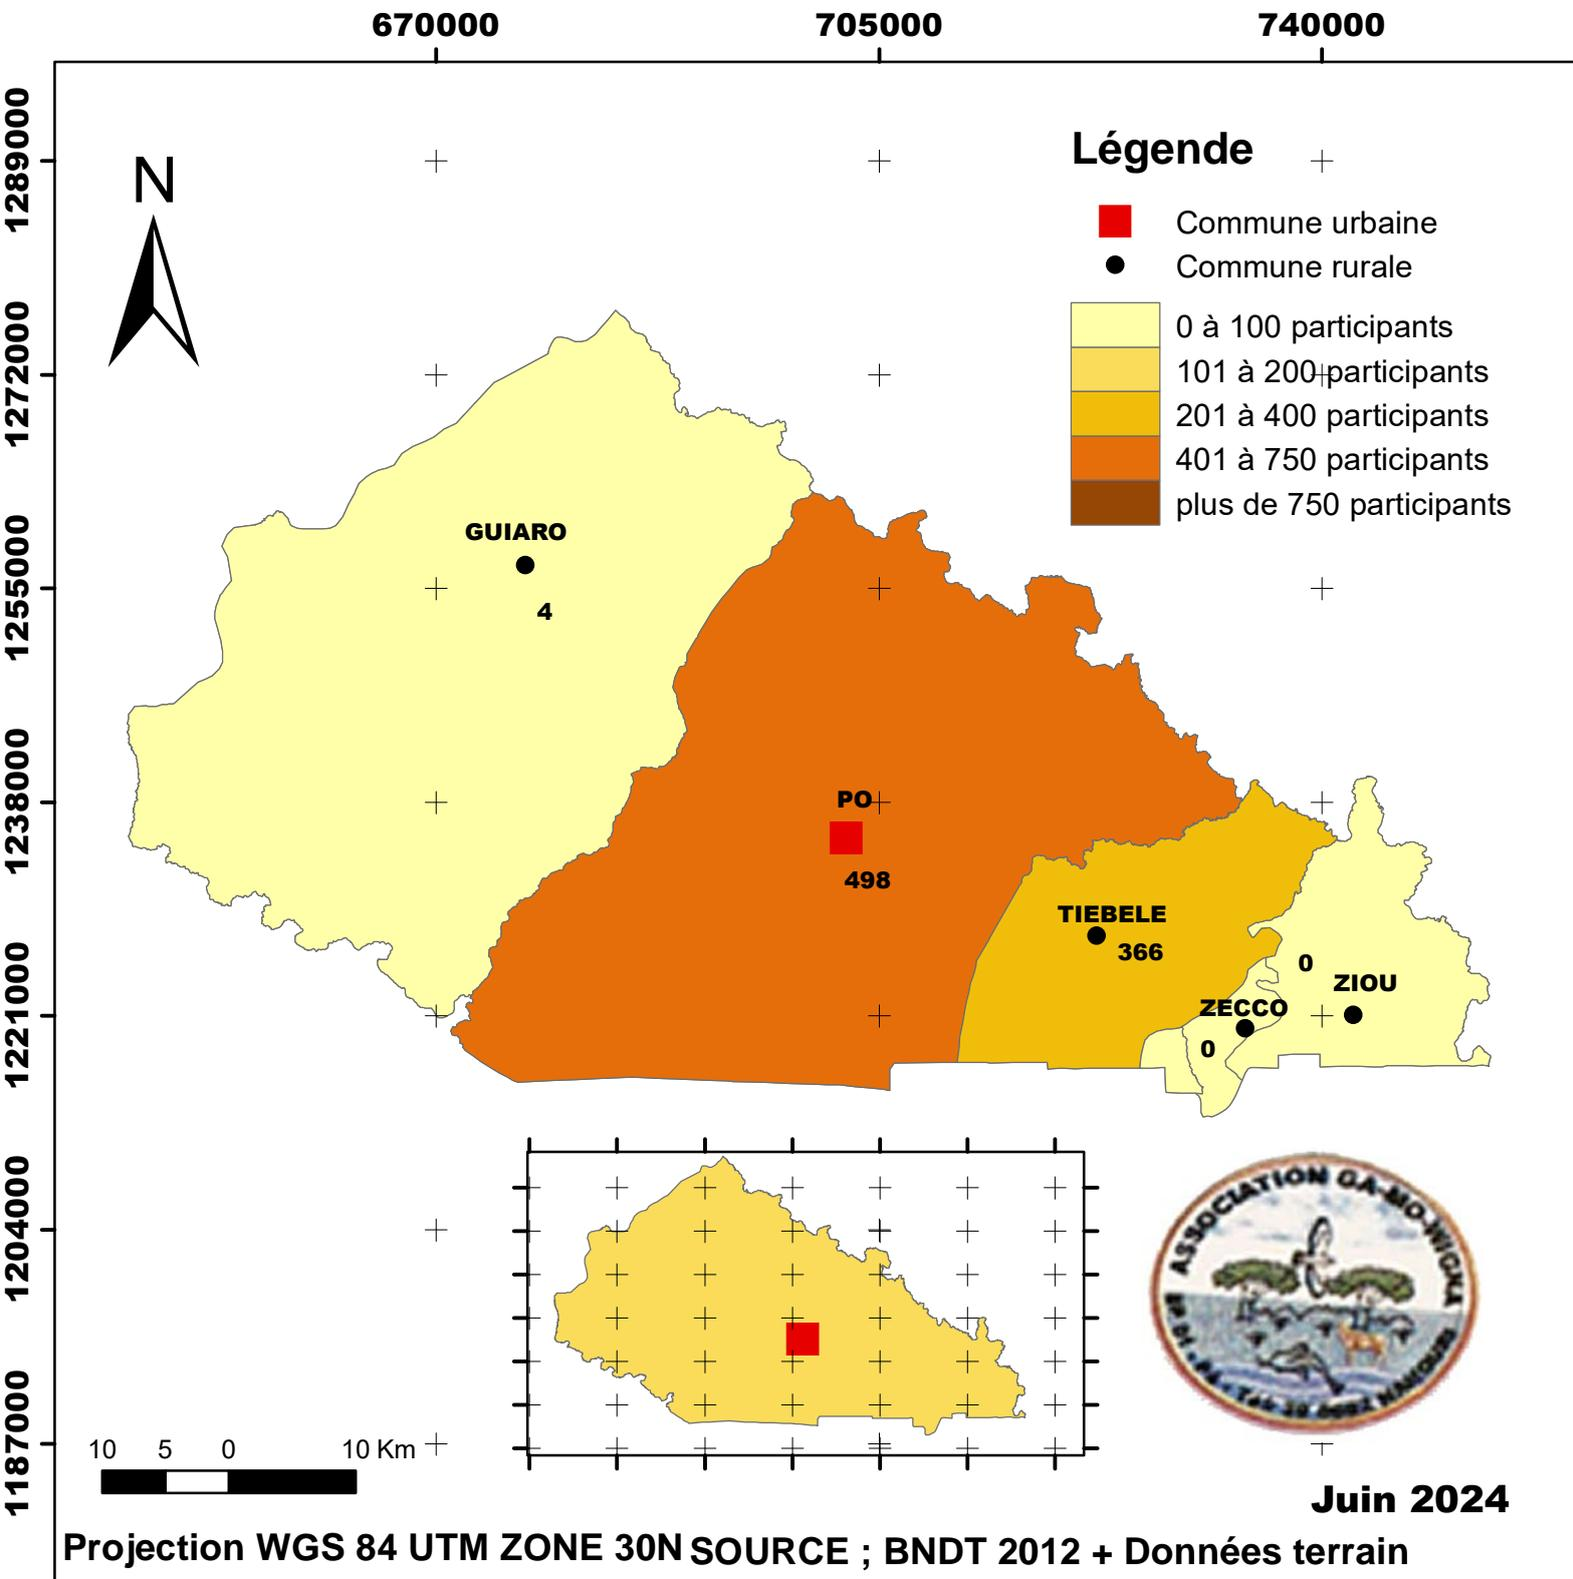 670000 705000 740000
1289000
1272000
1255000
1238000
1221000
1204000
1187000
N
Légende
Commune urbaine
Commune rurale
0 à 100 participants
101 à 200 participants
201 à 400 participants
401 à 750 participants
plus de 750 participants
GUIARO
4
PO
498
TIEBELE
366
0
ZIOU
ZECCO
0
ASSOCIATION GA-MO-WIGNA
10 5 0 10 Km
Juin 2024
Projection WGS 84 UTM ZONE 30N SOURCE ; BNDT 2012 + Données terrain